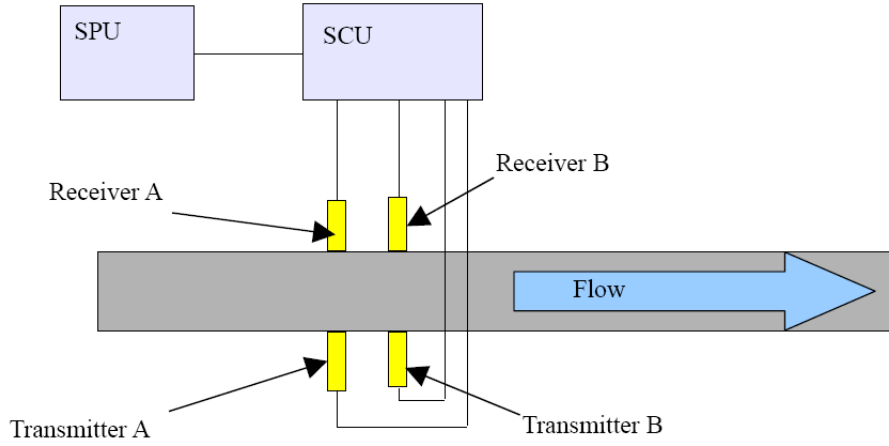 SPU
SCU
Receiver B
Receiver A
Flow
Transmitter A
Transmitter B